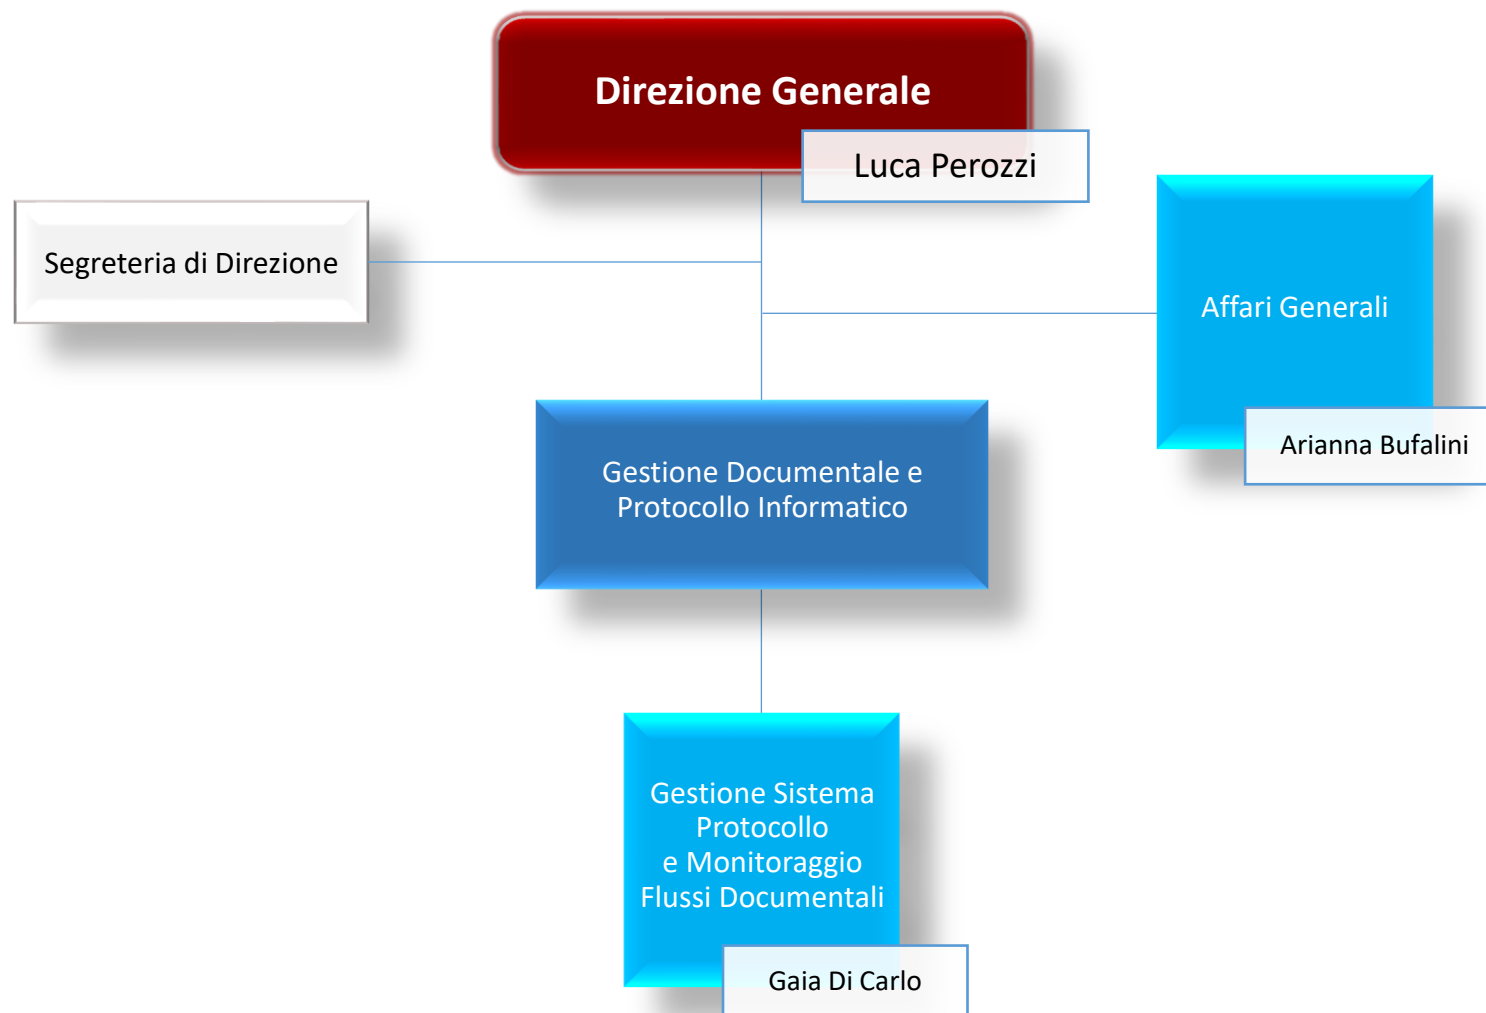 Direzione Generale
Luca Perozzi
Segreteria di Direzione
Affari Generali
Arianna Bufalini
Gestione Documentale e
Protocollo Informatico
Gestione Sistema
Protocollo
e Monitoraggio
Flussi Documentali
Gaia Di Carlo